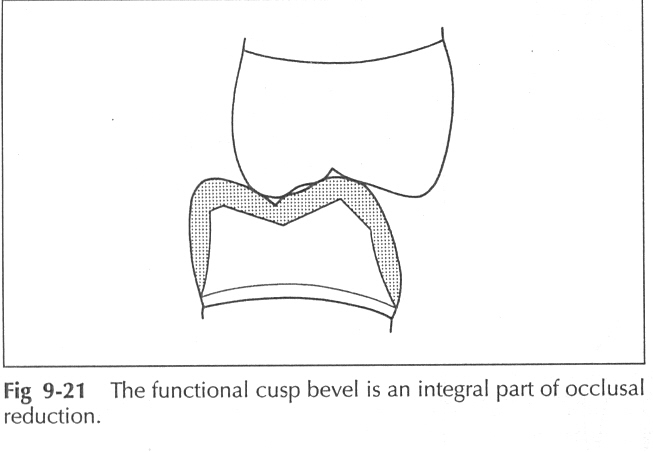 Fig 9-21 The functional cusp bevel is an integral part of occlusal
reduction.